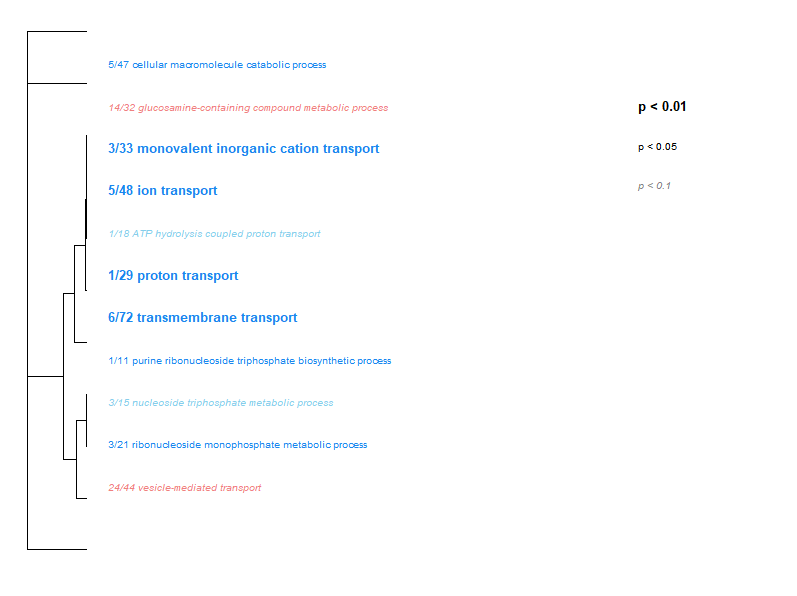 5/47 cellular macromolecule catabolic process
14/32 glucosamine-containing compound metabolic process
p < 0.01
3/33 monovalent inorganic cation transport
p < 0.05
5/48 ion transport
p < 0.1
1/18 ATP hydrolysis coupled proton transport
1/29 proton transport
6/72 transmembrane transport
1/11 purine ribonucleoside triphosphate biosynthetic process
3/15 nucleoside triphosphate metabolic process
3/21 ribonucleoside monophosphate metabolic process
24/44 vesicle-mediated transport